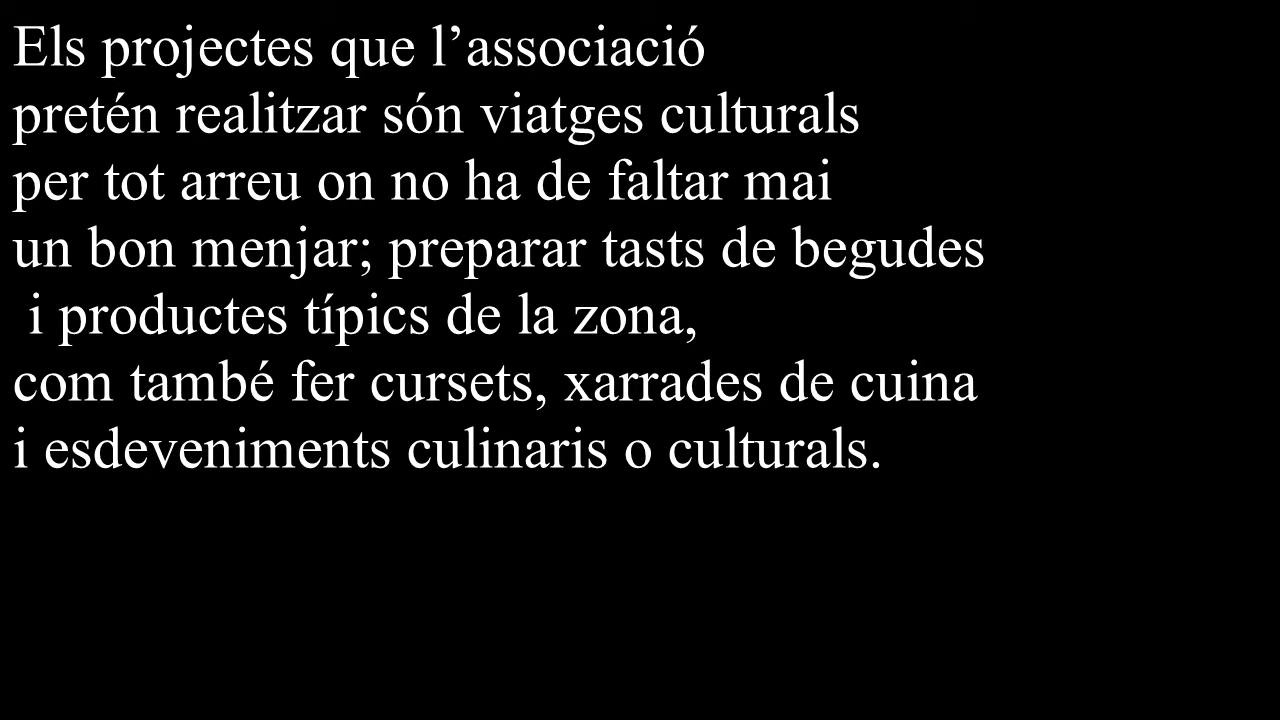 Els projectes que l’associació
pretén realitzar són viatges culturals
per tot arreu on no ha de faltar mai
un bon menjar; preparar tasts de begudes
i productes típics de la zona,
com també fer cursets, xarrades de cuina
i esdeveniments culinaris o culturals.